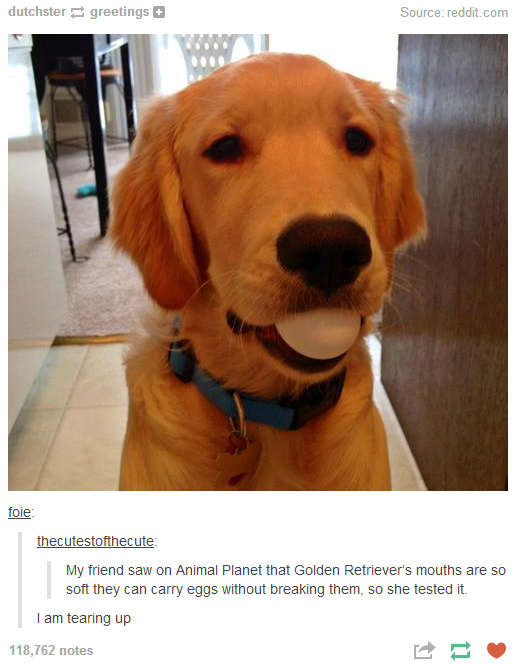 dutchster greetings
Source: reddit.com
foie:
thecutestofthecute:
My friend saw on Animal Planet that Golden Retriever's mouths are so
soft they can carry eggs without breaking them, so she tested it.
I am tearing up
118,762 notes